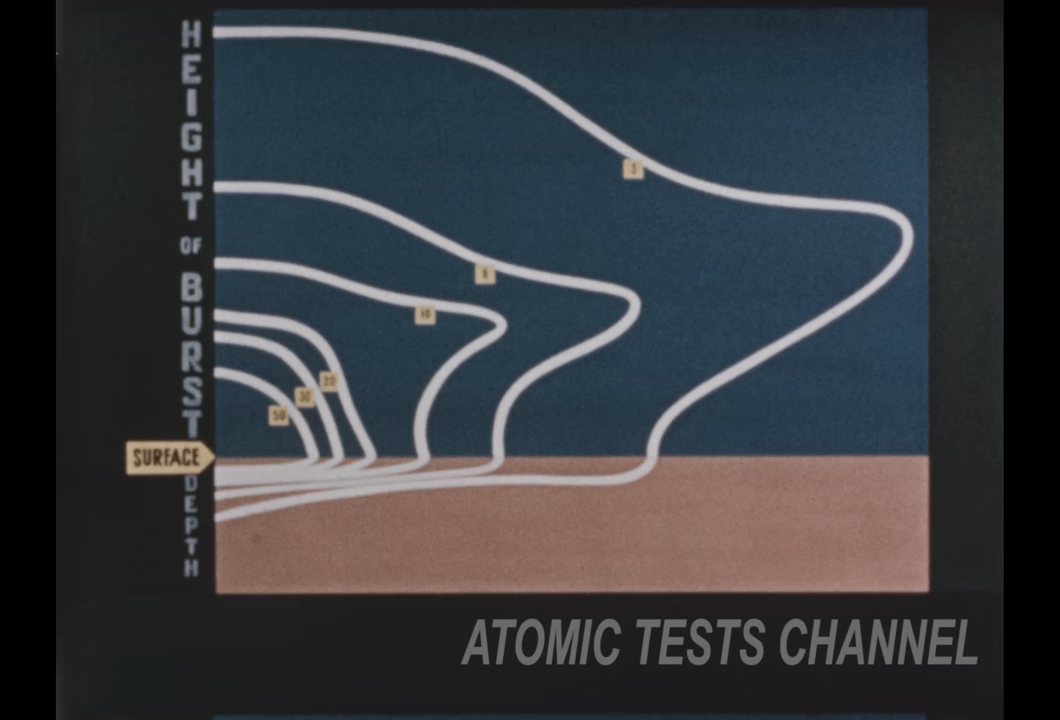 HEIGHT
OF
BURST
SURFACE
DEPTH
10
20
30
50
ATOMIC TESTS CHANNEL